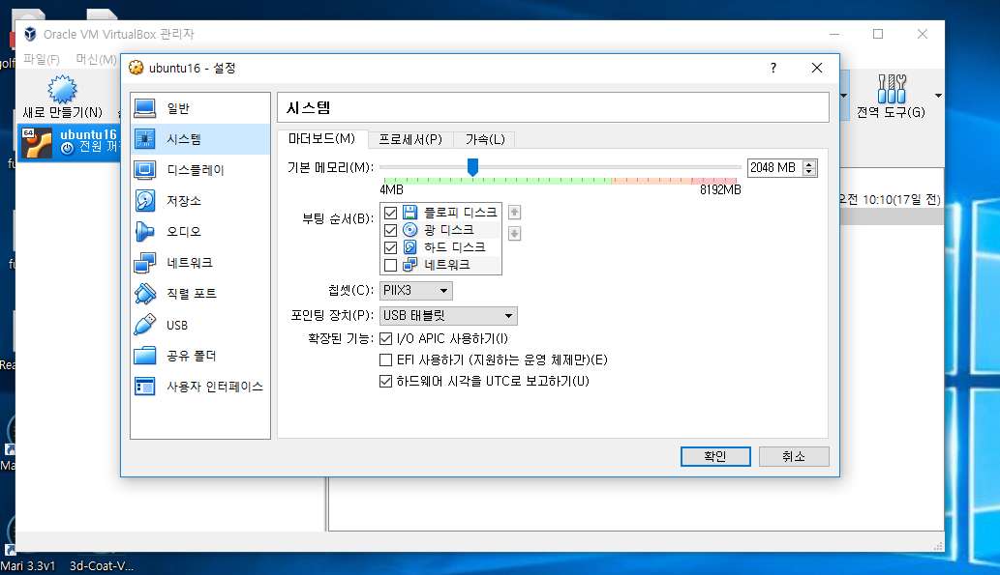 Oracle VM VirtualBox 관리자
파일(F) 머신(M)
새로 만들기(N)
전역 도구(G)
64
ubuntu16
전원 꺼
오전 10:10(17일 전)
ubuntu16 - 설정
?
일반
시스템
디스플레이
저장소
오디오
네트워크
직렬 포트
USB
공유 폴더
사용자 인터페이스
시스템
마더보드(M) 프로세서(P) 가속(L)
기본 메모리(M): 2048 MB
4MB 8192MB
부팅 순서(B):
플로피 디스크
광 디스크
하드 디스크
네트워크
칩셋(C): PIIX3
포인팅 장치(P): USB 태블릿
확장된 기능: I/O APIC 사용하기(I)
EFI 사용하기 (지원하는 운영 체제만)(E)
하드웨어 시각을 UTC로 보고하기(U)
확인 취소
golf
fu
fu
Rea
Mari
Mari 3.3v1 3d-Coat-V...